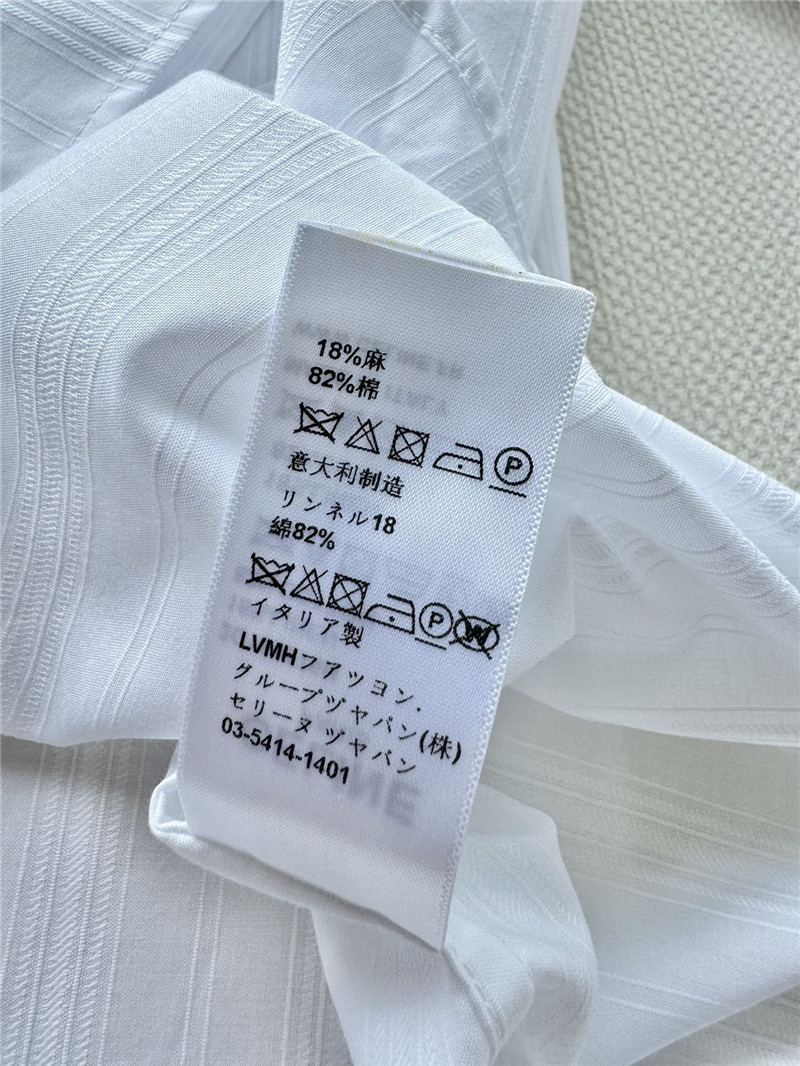 18%麻
82%棉
意大利制造
リンネル18
綿82%
イタリア製
LVMHフアツヨン.
グループヅヤパン(株)
セリーヌ ヅヤパン
03-5414-1401